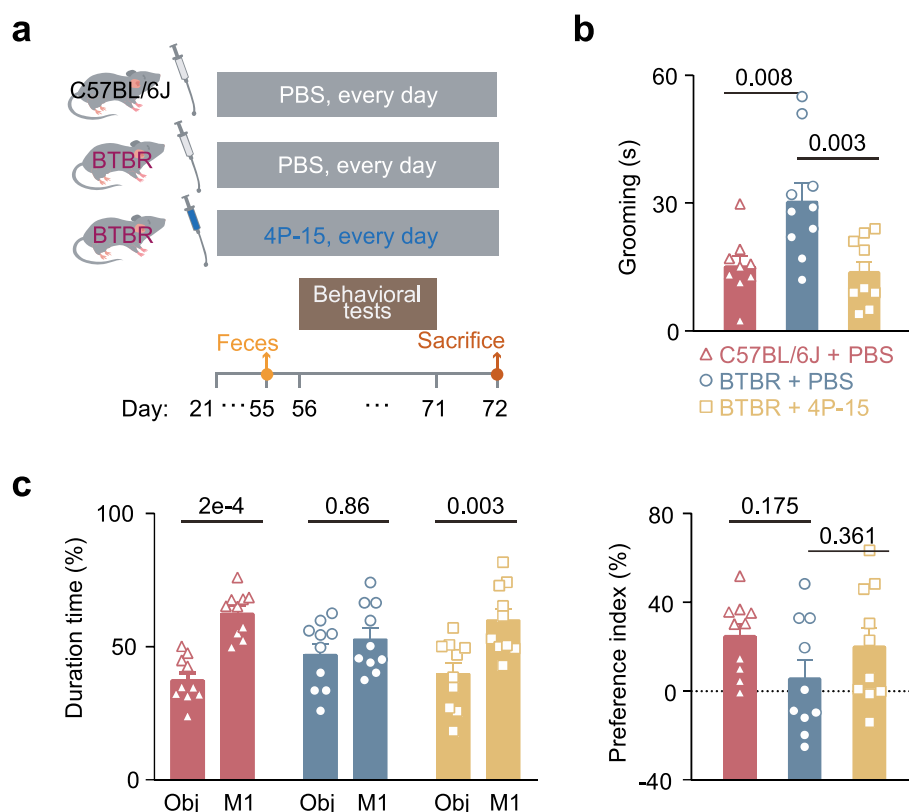 a
C57BL/6J
PBS, every day
BTBR
PBS, every day
BTBR
4P-15, every day
Behavioral
tests
Feces
Sacrifice
Day: 21 ··· 55 56 ··· 71 72
b
Grooming (s)
60
30
0
0.008
0.003
C57BL/6J + PBS
BTBR + PBS
BTBR + 4P-15
c
Duration time (%)
100
50
0
2e-4
0.86
0.003
Obj M1 Obj M1 Obj M1
Preference index (%)
80
40
0
-40
0.175
0.361